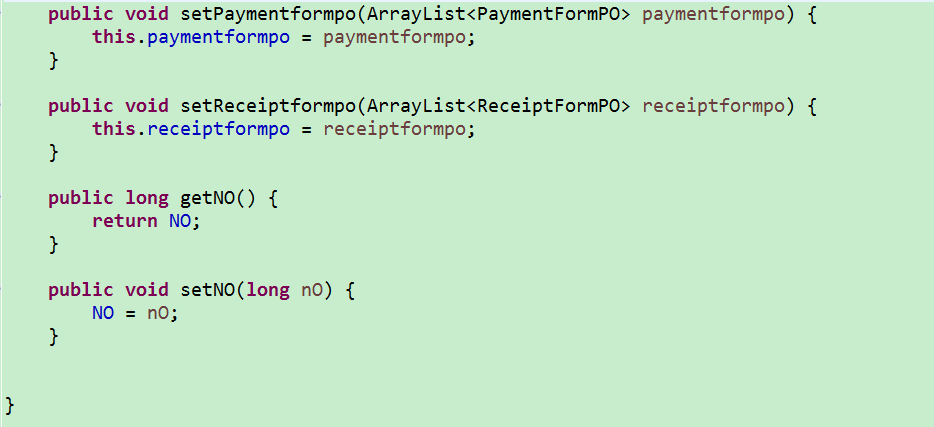 public void setPaymentformpo(ArrayList<PaymentFormPO> paymentformpo) {
this.paymentformpo = paymentformpo;
}
public void setReceiptformpo(ArrayList<ReceiptFormPO> receiptformpo) {
this.receiptformpo = receiptformpo;
}
public long getNO() {
return NO;
}
public void setNO(long nO) {
NO = nO;
}
}